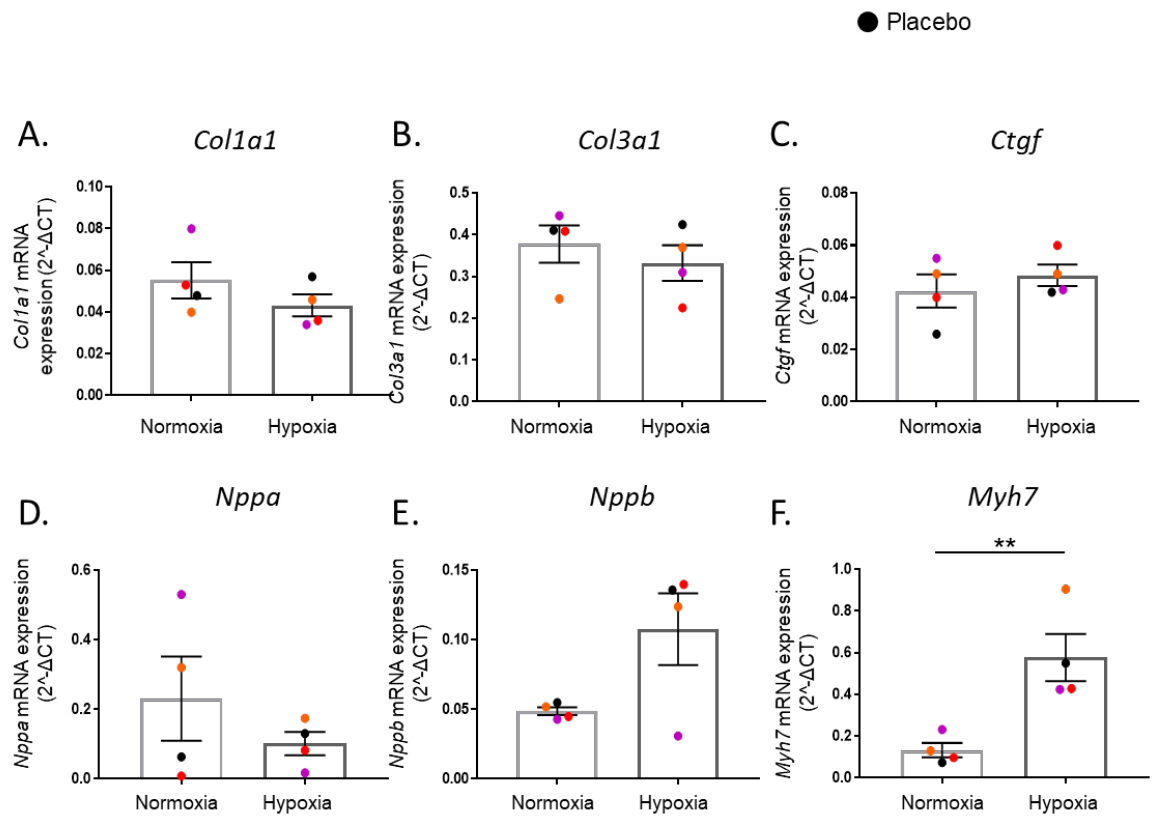 Placebo
A. Col1a1
B. Col3a1
C. Ctgf
Col1a1 mRNA
expression (2^-ΔCT)
0.10
0.08
0.06
0.04
0.02
0.00
Normoxia Hypoxia
Col3a1 mRNA expression
(2^-ΔCT)
0.5
0.4
0.3
0.2
0.1
0.0
Normoxia Hypoxia
Ctgf mRNA expression
(2^-ΔCT)
0.08
0.06
0.04
0.02
0.00
Normoxia Hypoxia
D. Nppa
E. Nppb
F. Myh7
Nppa mRNA expression
(2^-ΔCT)
0.6
0.4
0.2
0.0
Normoxia Hypoxia
Nppb mRNA expression
(2^-ΔCT)
0.15
0.10
0.05
0.00
Normoxia Hypoxia
**
Myh7 mRNA expression
(2^-ΔCT)
1.0
0.8
0.6
0.4
0.2
0.0
Normoxia Hypoxia